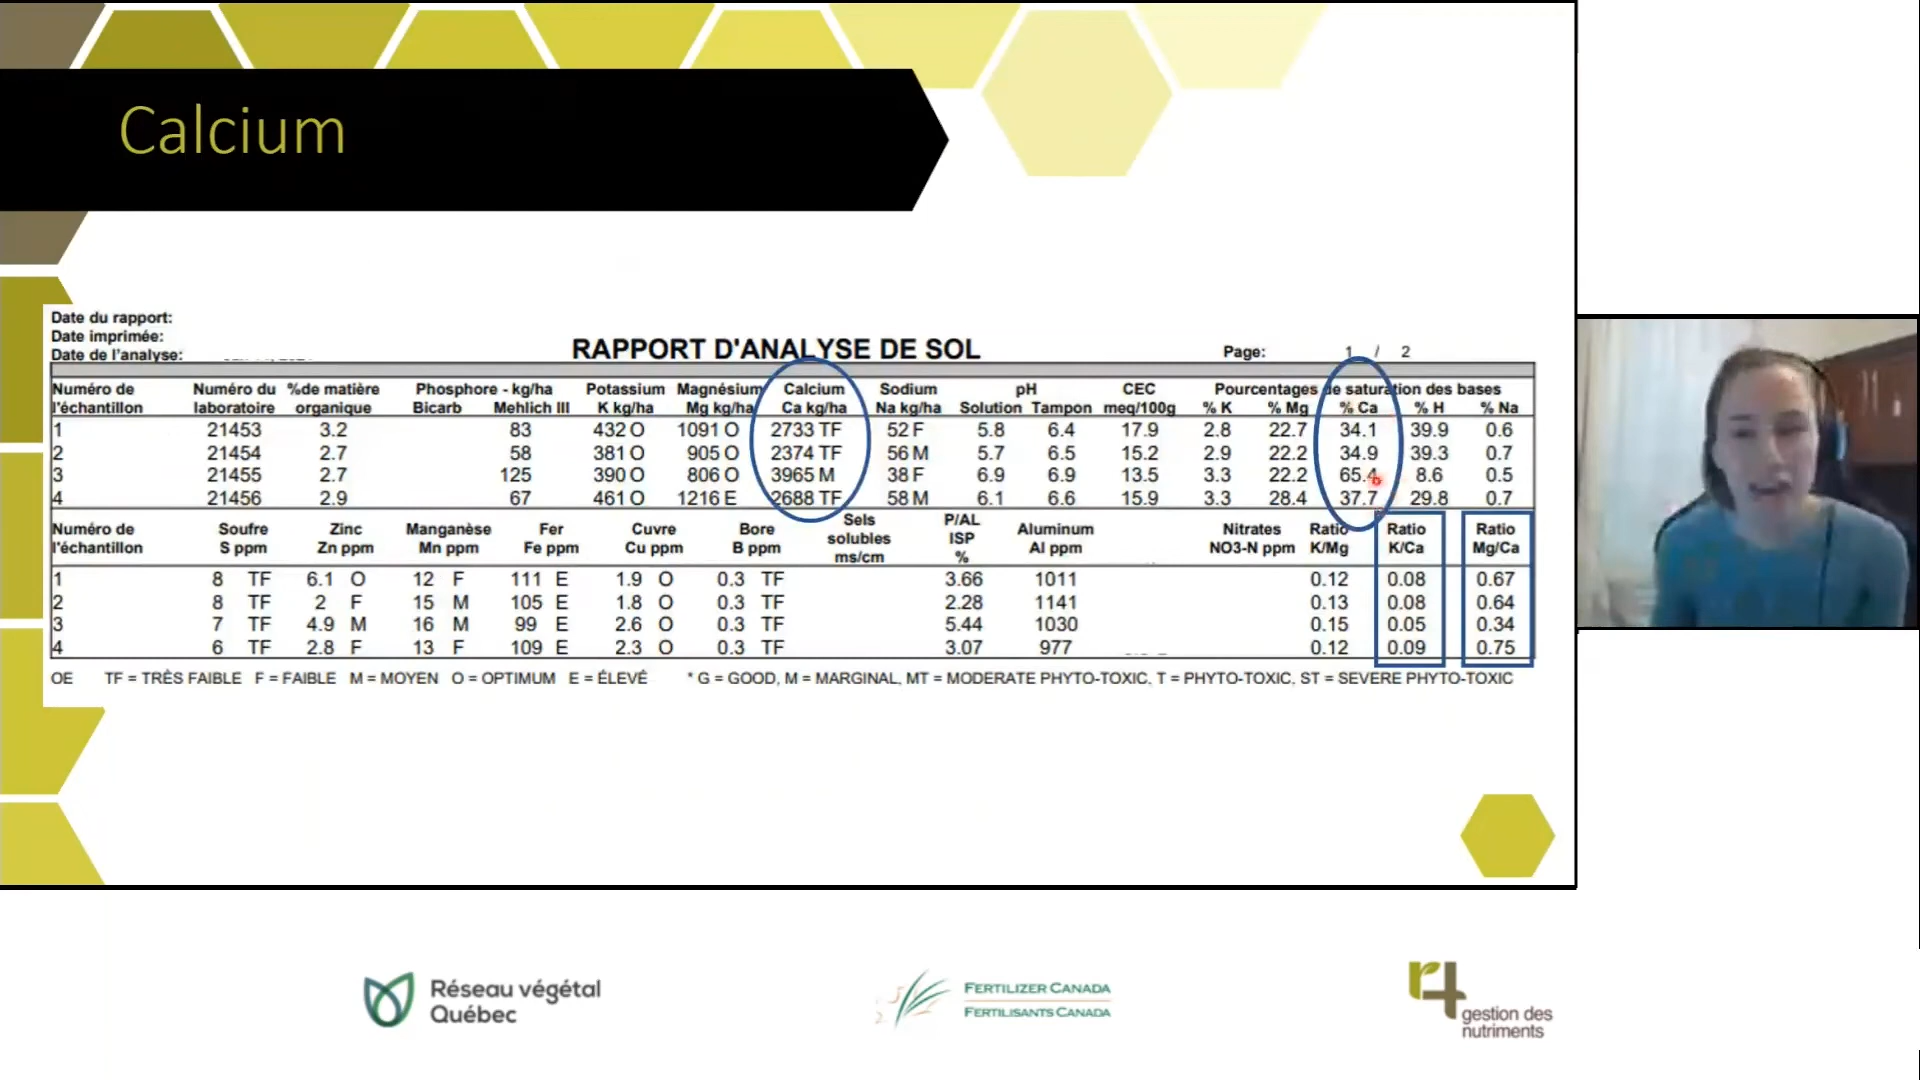 Calcium
Date du rapport:
Date imprimée:
Date de l'analyse:
RAPPORT D'ANALYSE DE SOL
Page: 1 / 2
Numéro de Numéro du %de matière Phosphore - kg/ha Potassium Magnésium Calcium Sodium pH CEC Pourcentages de saturation des bases
l'échantillon laboratoire organique Bicarb Mehlich III K kg/ha Mg kg/ha Ca kg/ha Na kg/ha Solution Tampon meq/100g % K % Mg % Ca % H % Na
1 21453 3.2 83 432 O 1091 O 2733 TF 52 F 5.8 6.4 17.9 2.8 22.7 34.1 39.9 0.6
2 21454 2.7 58 381 O 905 O 2374 TF 56 M 5.7 6.5 15.2 2.9 22.2 34.9 39.3 0.7
3 21455 2.7 125 390 O 806 O 3965 M 38 F 6.9 6.9 13.5 3.3 22.2 65.4 8.6 0.5
4 21456 2.9 67 461 O 1216 E 2688 TF 58 M 6.1 6.6 15.9 3.3 28.4 37.7 29.8 0.7
Numéro de Soufre Zinc Manganèse Fer Cuvre Bore Sels P/AL Aluminum Nitrates Ratio Ratio Ratio
l'échantillon S ppm Zn ppm Mn ppm Fe ppm Cu ppm B ppm solubles ISP Al ppm NO3-N ppm K/Mg K/Ca Mg/Ca
ms/cm %
1 8 TF 6.1 O 12 F 111 E 1.9 O 0.3 TF 3.66 1011 0.12 0.08 0.67
2 8 TF 2 F 15 M 105 E 1.8 O 0.3 TF 2.28 1141 0.13 0.08 0.64
3 7 TF 4.9 M 16 M 99 E 2.6 O 0.3 TF 5.44 1030 0.15 0.05 0.34
4 6 TF 2.8 F 13 F 109 E 2.3 O 0.3 TF 3.07 977 0.12 0.09 0.75
OE TF = TRÈS FAIBLE F = FAIBLE M = MOYEN O = OPTIMUM E = ÉLEVÉ * G = GOOD, M = MARGINAL, MT = MODERATE PHYTO-TOXIC, T = PHYTO-TOXIC, ST = SEVERE PHYTO-TOXIC
Réseau végétal
Québec
FERTILIZER CANADA
FERTILISANTS CANADA
r4
gestion des
nutriments